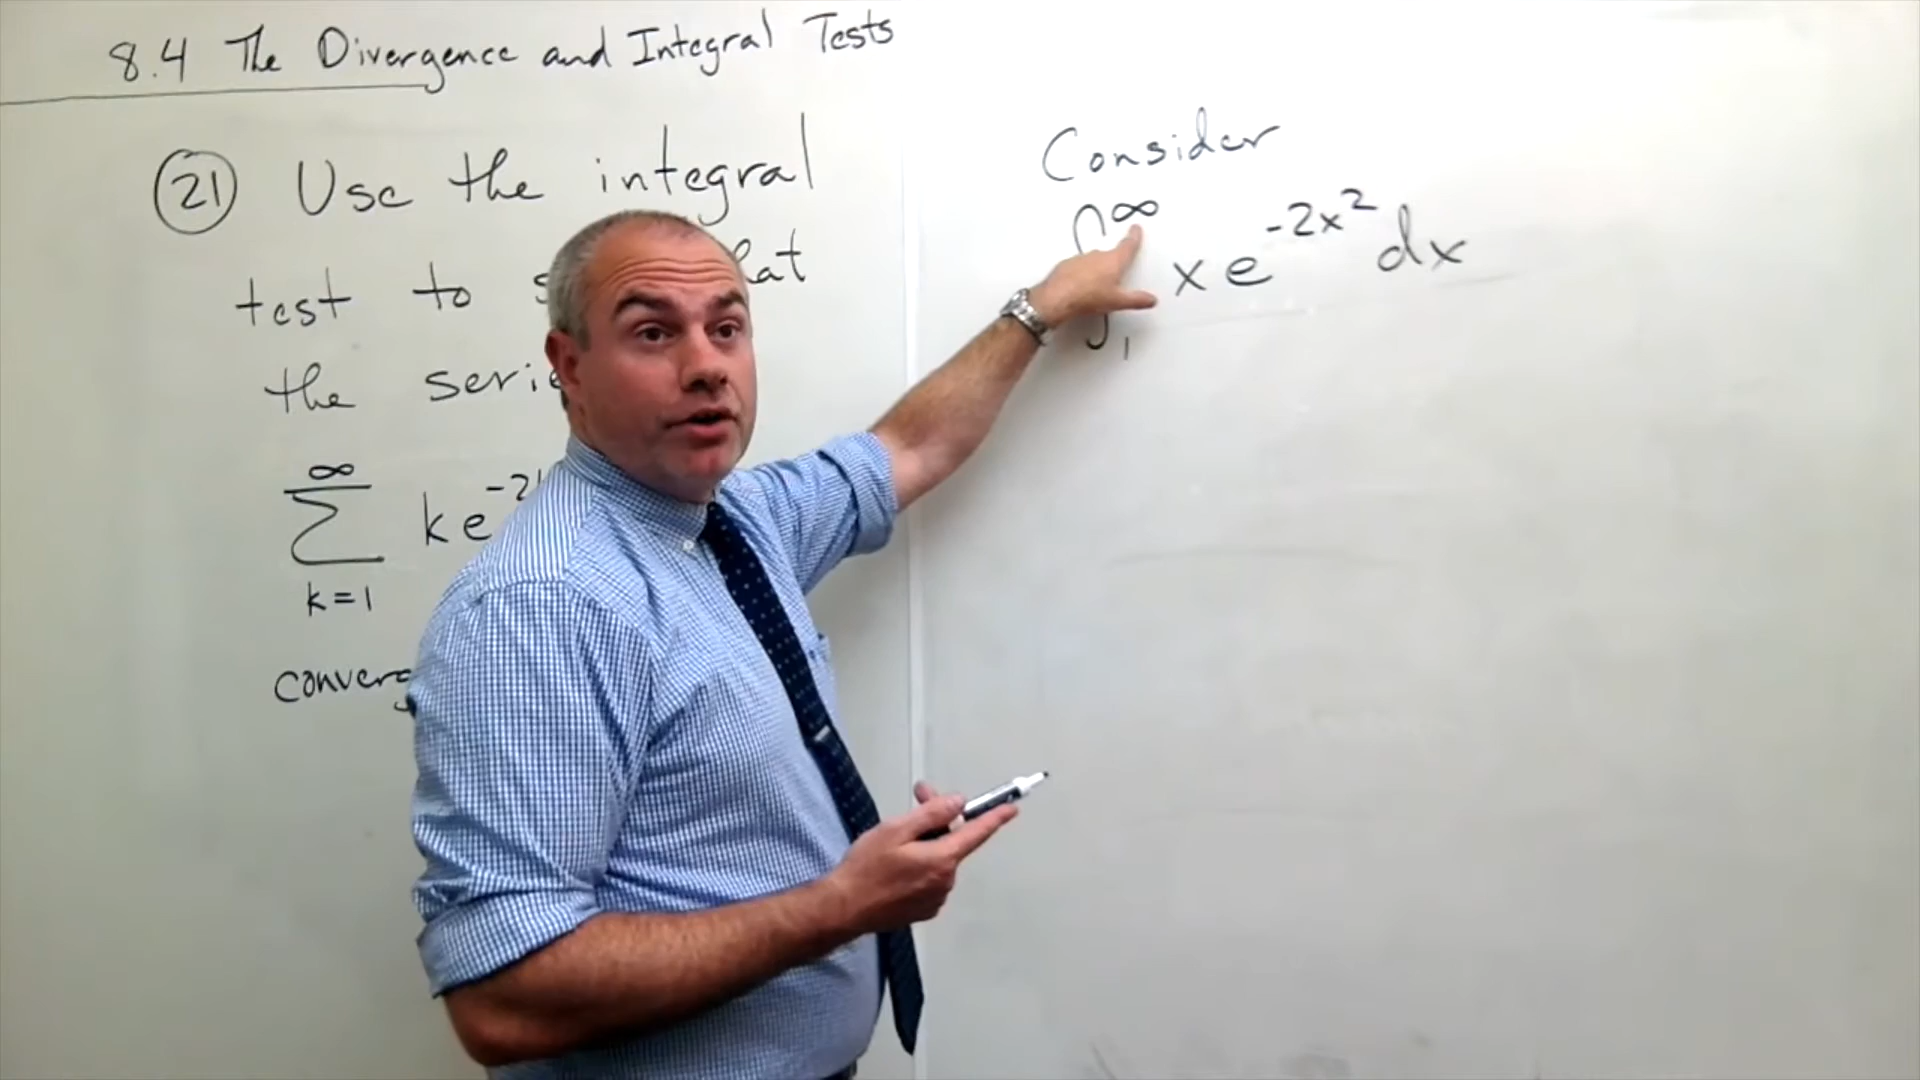 8.4 The Divergence and Integral Tests
21 Use the integral
test to
the
∑ k=1 ∞ ke^-2
Consider
∫ 1 ∞ xe^-2x² dx